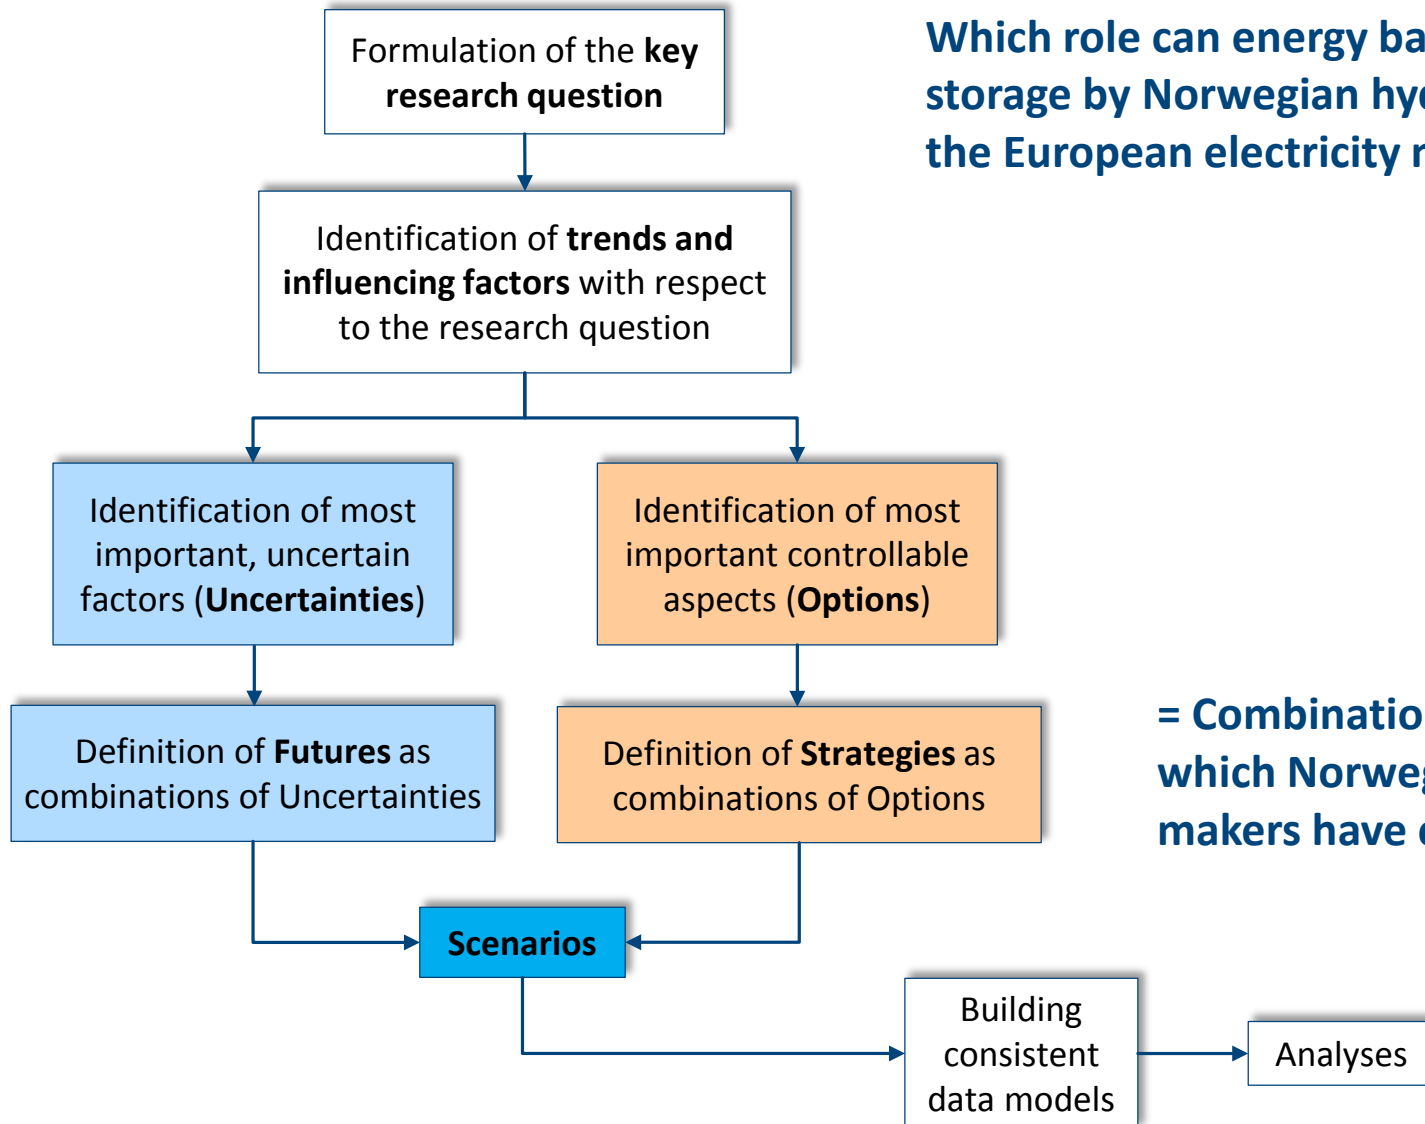 Formulation of the key
research question
Which role can energy ba
storage by Norwegian hy
the European electricity
Identification of trends and
influencing factors with respect
to the research question
Identification of most
important, uncertain
factors (Uncertainties)
Identification of most
important controllable
aspects (Options)
Definition of Futures as
combinations of Uncertainties
Definition of Strategies as
combinations of Options
= Combinatio
which Norweg
makers have
Scenarios
Building
consistent
data models
Analyses